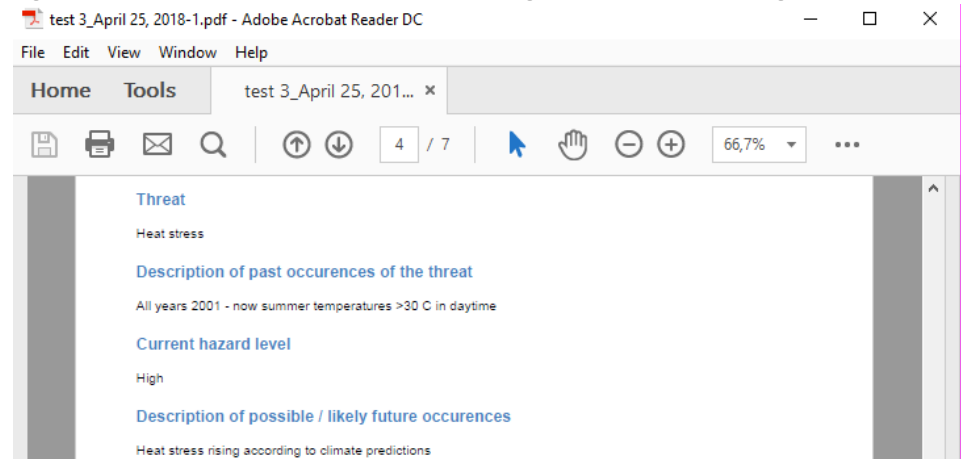 test 3_April 25, 2018-1.pdf - Adobe Acrobat Reader DC
File Edit View Window Help
Home Tools test 3_April 25, 201... ×
4 / 7 66,7%
Threat
Heat stress
Description of past occurences of the threat
All years 2001 - now summer temperatures >30 C in daytime
Current hazard level
High
Description of possible / likely future occurences
Heat stress rising according to climate predictions